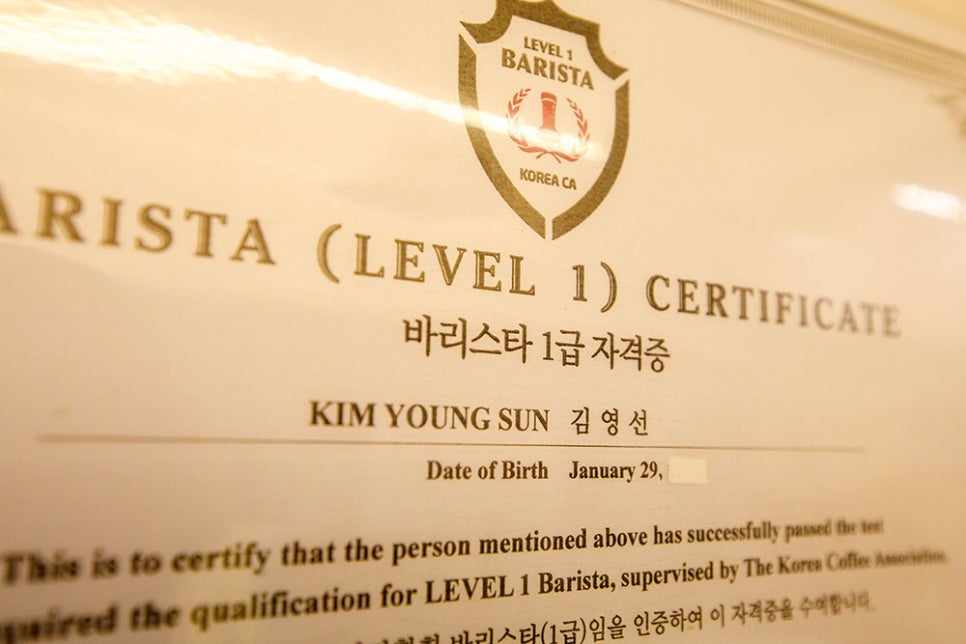 LEVEL 1
BARISTA
KOREA CA
ARISTA (LEVEL 1) CERTIFICATE
바리스타 1급 자격증
KIM YOUNG SUN 김영선
Date of Birth January 29,
This is to certify that the person mentioned above has successfully passed the test
quired the qualification for LEVEL 1 Barista, supervised by The Korea Coffee Association.
바리스타(1급)임을 인증하여 이 자격증을 수여합니다.